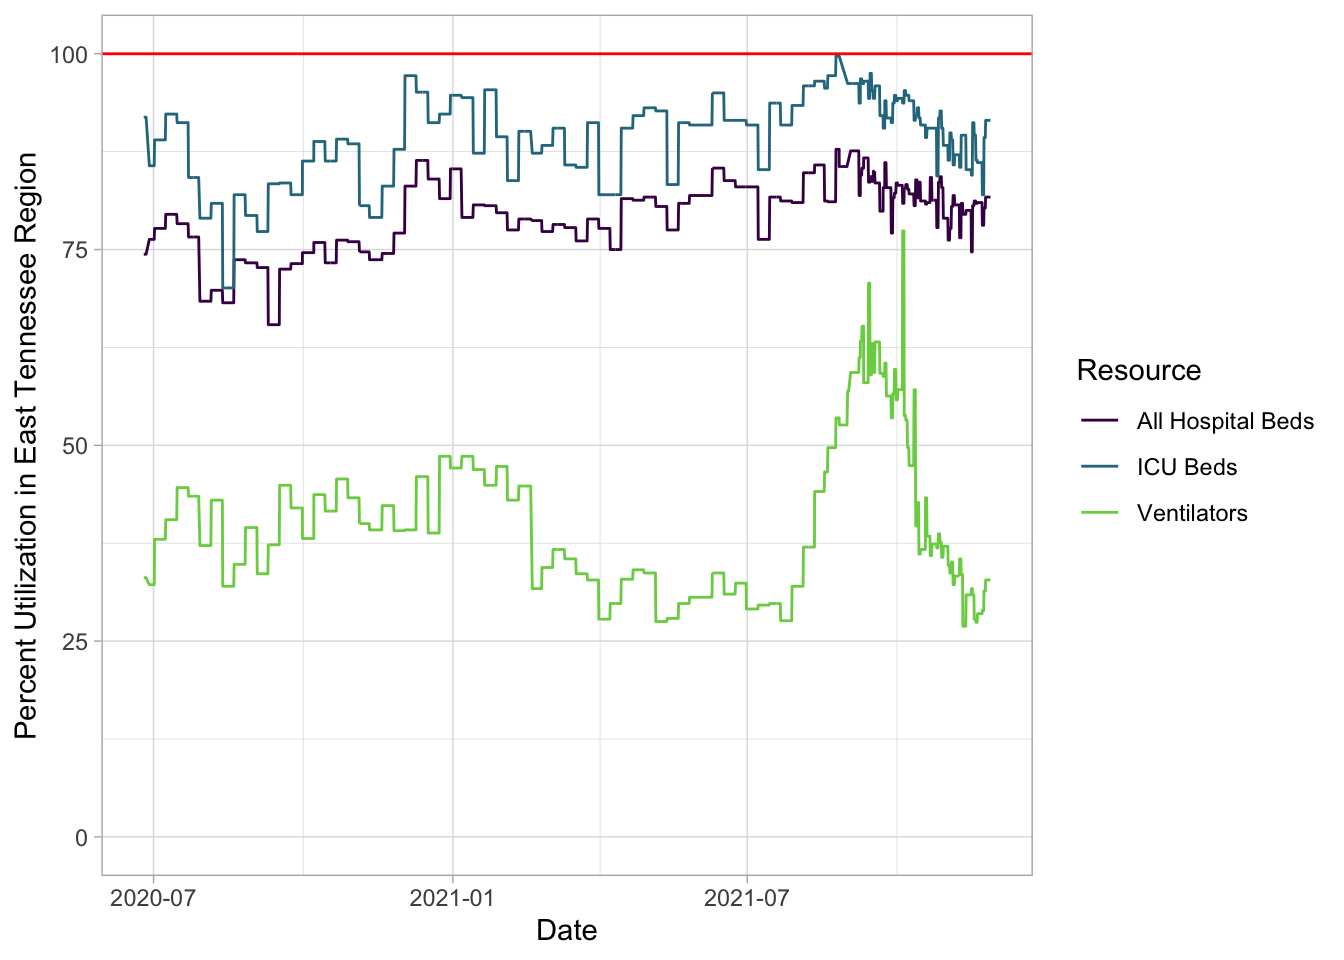 Percent Utilization in East Tennessee Region
100
75
50
25
0
2020-07
2021-01
2021-07
Date
Resource
All Hospital Beds
ICU Beds
Ventilators